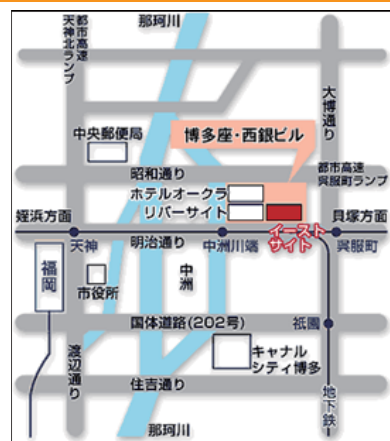 那珂川
都市高速
天神北ランプ
大博通り
中央郵便局
博多座・西銀ビル
昭和通り
都市高速
呉服町ランプ
ホテルオークラ
リバーサイト
姪浜方面
貝塚方面
イースト
サイト
天神
明治通り
中洲川端
呉服町
福岡
市役所
中洲
国体道路(202号)
祇園
キャナル
シティ博多
渡辺通り
住吉通り
地下鉄
那珂川